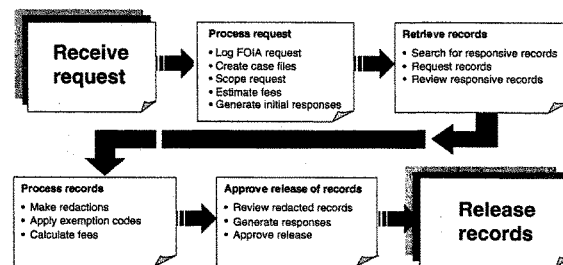 Receive
request
Process request
• Log FOIA request
• Create case files
• Scope request
• Estimate fees
• Generate initial responses
Retrieve records
• Search for responsive records
• Request records
• Review responsive records
Process records
• Make redactions
• Apply exemption codes
• Calculate fees
Approve release of records
• Review redacted records
• Generate responses
• Approve release
Release
records